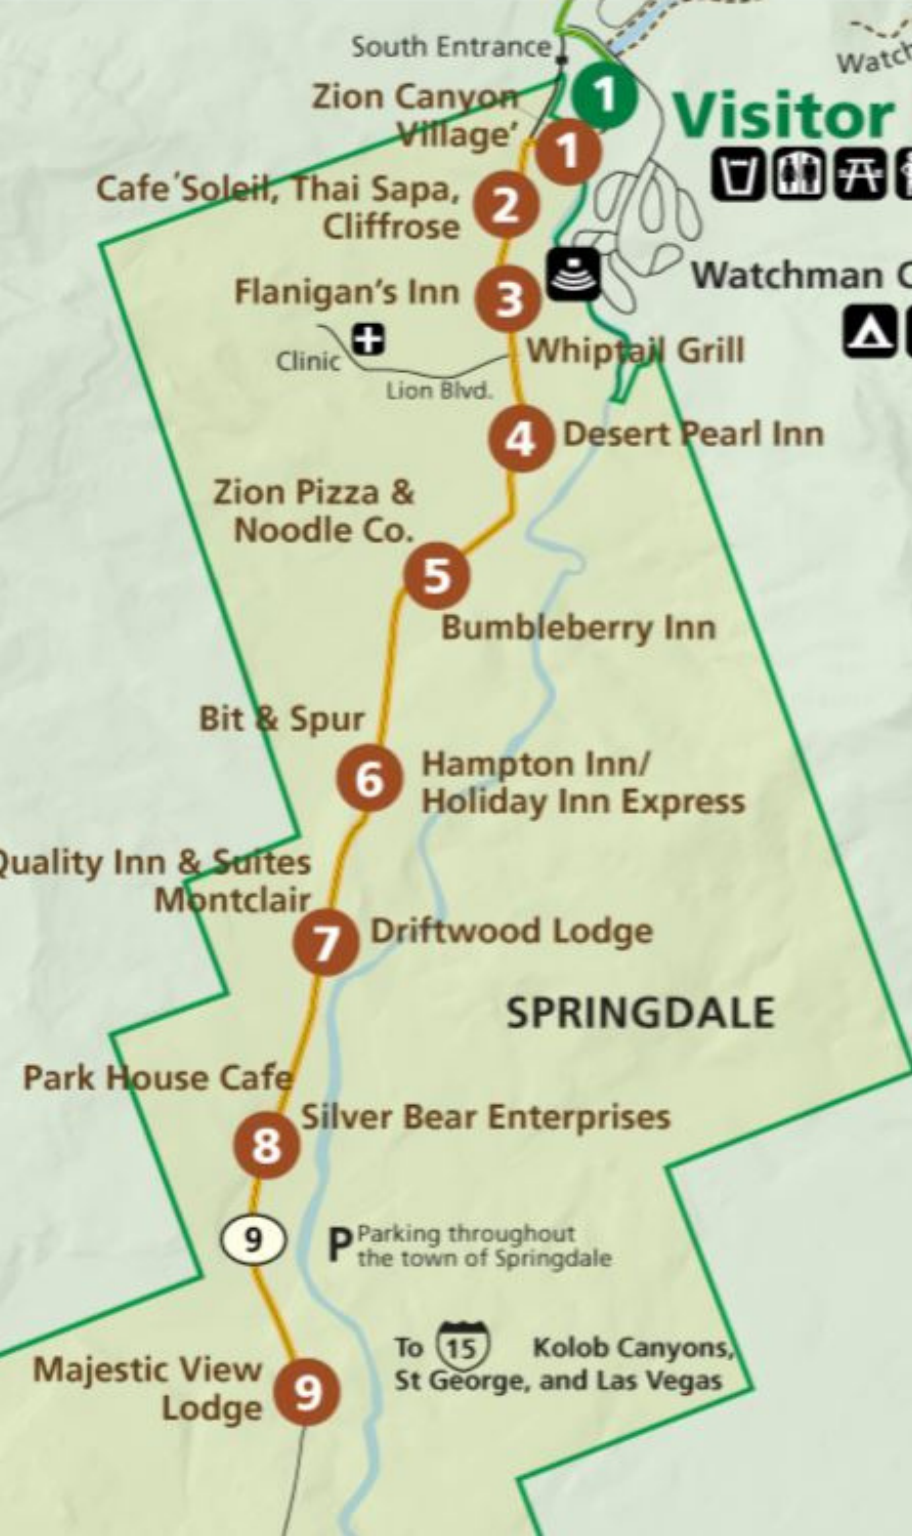 South Entrance
Zion Canyon
Village'
1
1
Visitor
Watch
Cafe´Soleil, Thai Sapa,
Cliffrose
2
Flanigan's Inn
3
Watchman C
Clinic
Whiptail Grill
Lion Blvd.
4
Desert Pearl Inn
Zion Pizza &
Noodle Co.
5
Bumbleberry Inn
Bit & Spur
6
Hampton Inn/
Holiday Inn Express
Quality Inn & Suites
Montclair
7
Driftwood Lodge
SPRINGDALE
Park House Cafe
Silver Bear Enterprises
8
9
P
Parking throughout
the town of Springdale
To 15 Kolob Canyons,
St George, and Las Vegas
Majestic View
Lodge
9